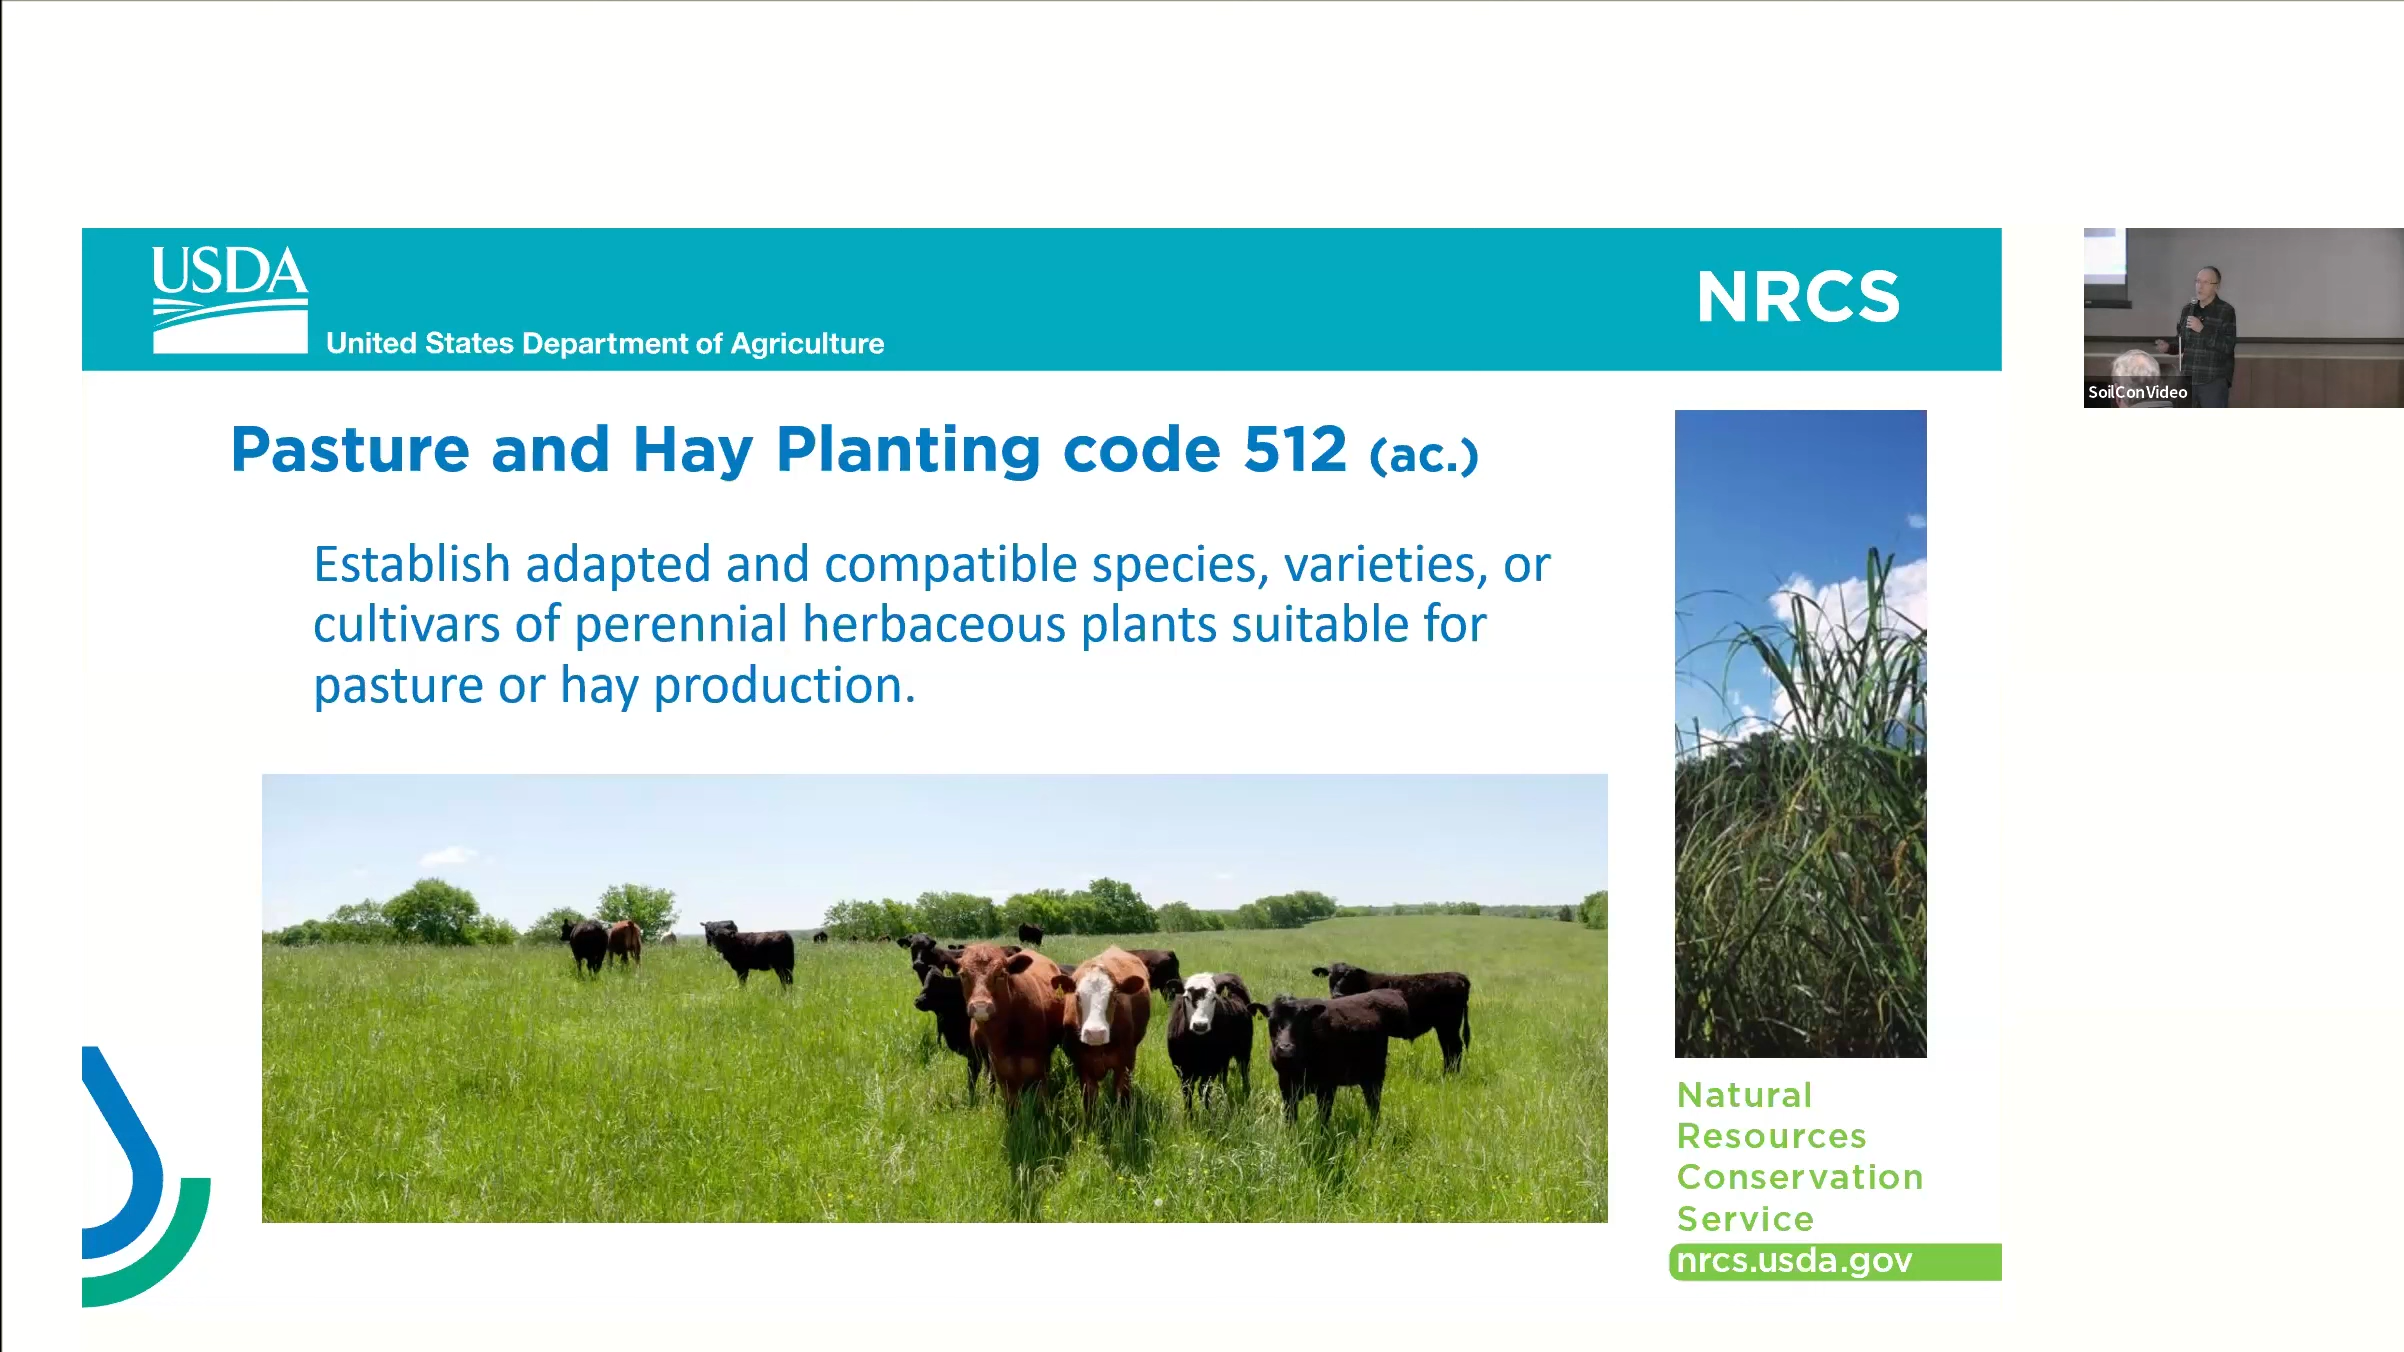 USDA
United States Department of Agriculture
NRCS
Pasture and Hay Planting code 512 (ac.)
Establish adapted and compatible species, varieties, or
cultivars of perennial herbaceous plants suitable for
pasture or hay production.
Natural
Resources
Conservation
Service
nrcs.usda.gov
SoilConVideo